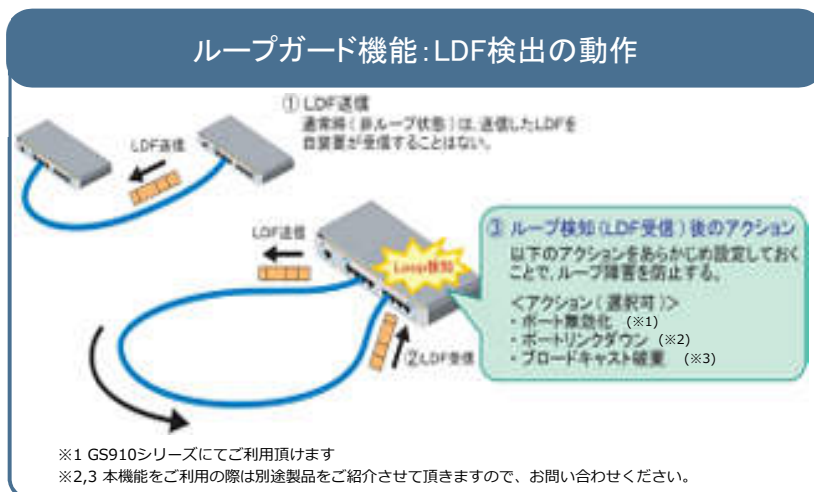 ループガード機能:LDF検出の動作
① LDF送信
通常時(非ループ状態)は、送信したLDFを
自装置が受信することはない。
LDF送信
LDF送信
Loop検知
②LDF受信
③ ループ検知(LDF受信)後のアクション
以下のアクションをあらかじめ設定しておく
ことで、ループ障害を防止する。
<アクション(選択可)>
・ポート無効化 (※1)
・ポートリンクダウン (※2)
・ブロードキャスト破棄 (※3)
※1 GS910シリーズにてご利用頂けます
※2,3 本機能をご利用の際は別途製品をご紹介させて頂きますので、お問い合わせください。